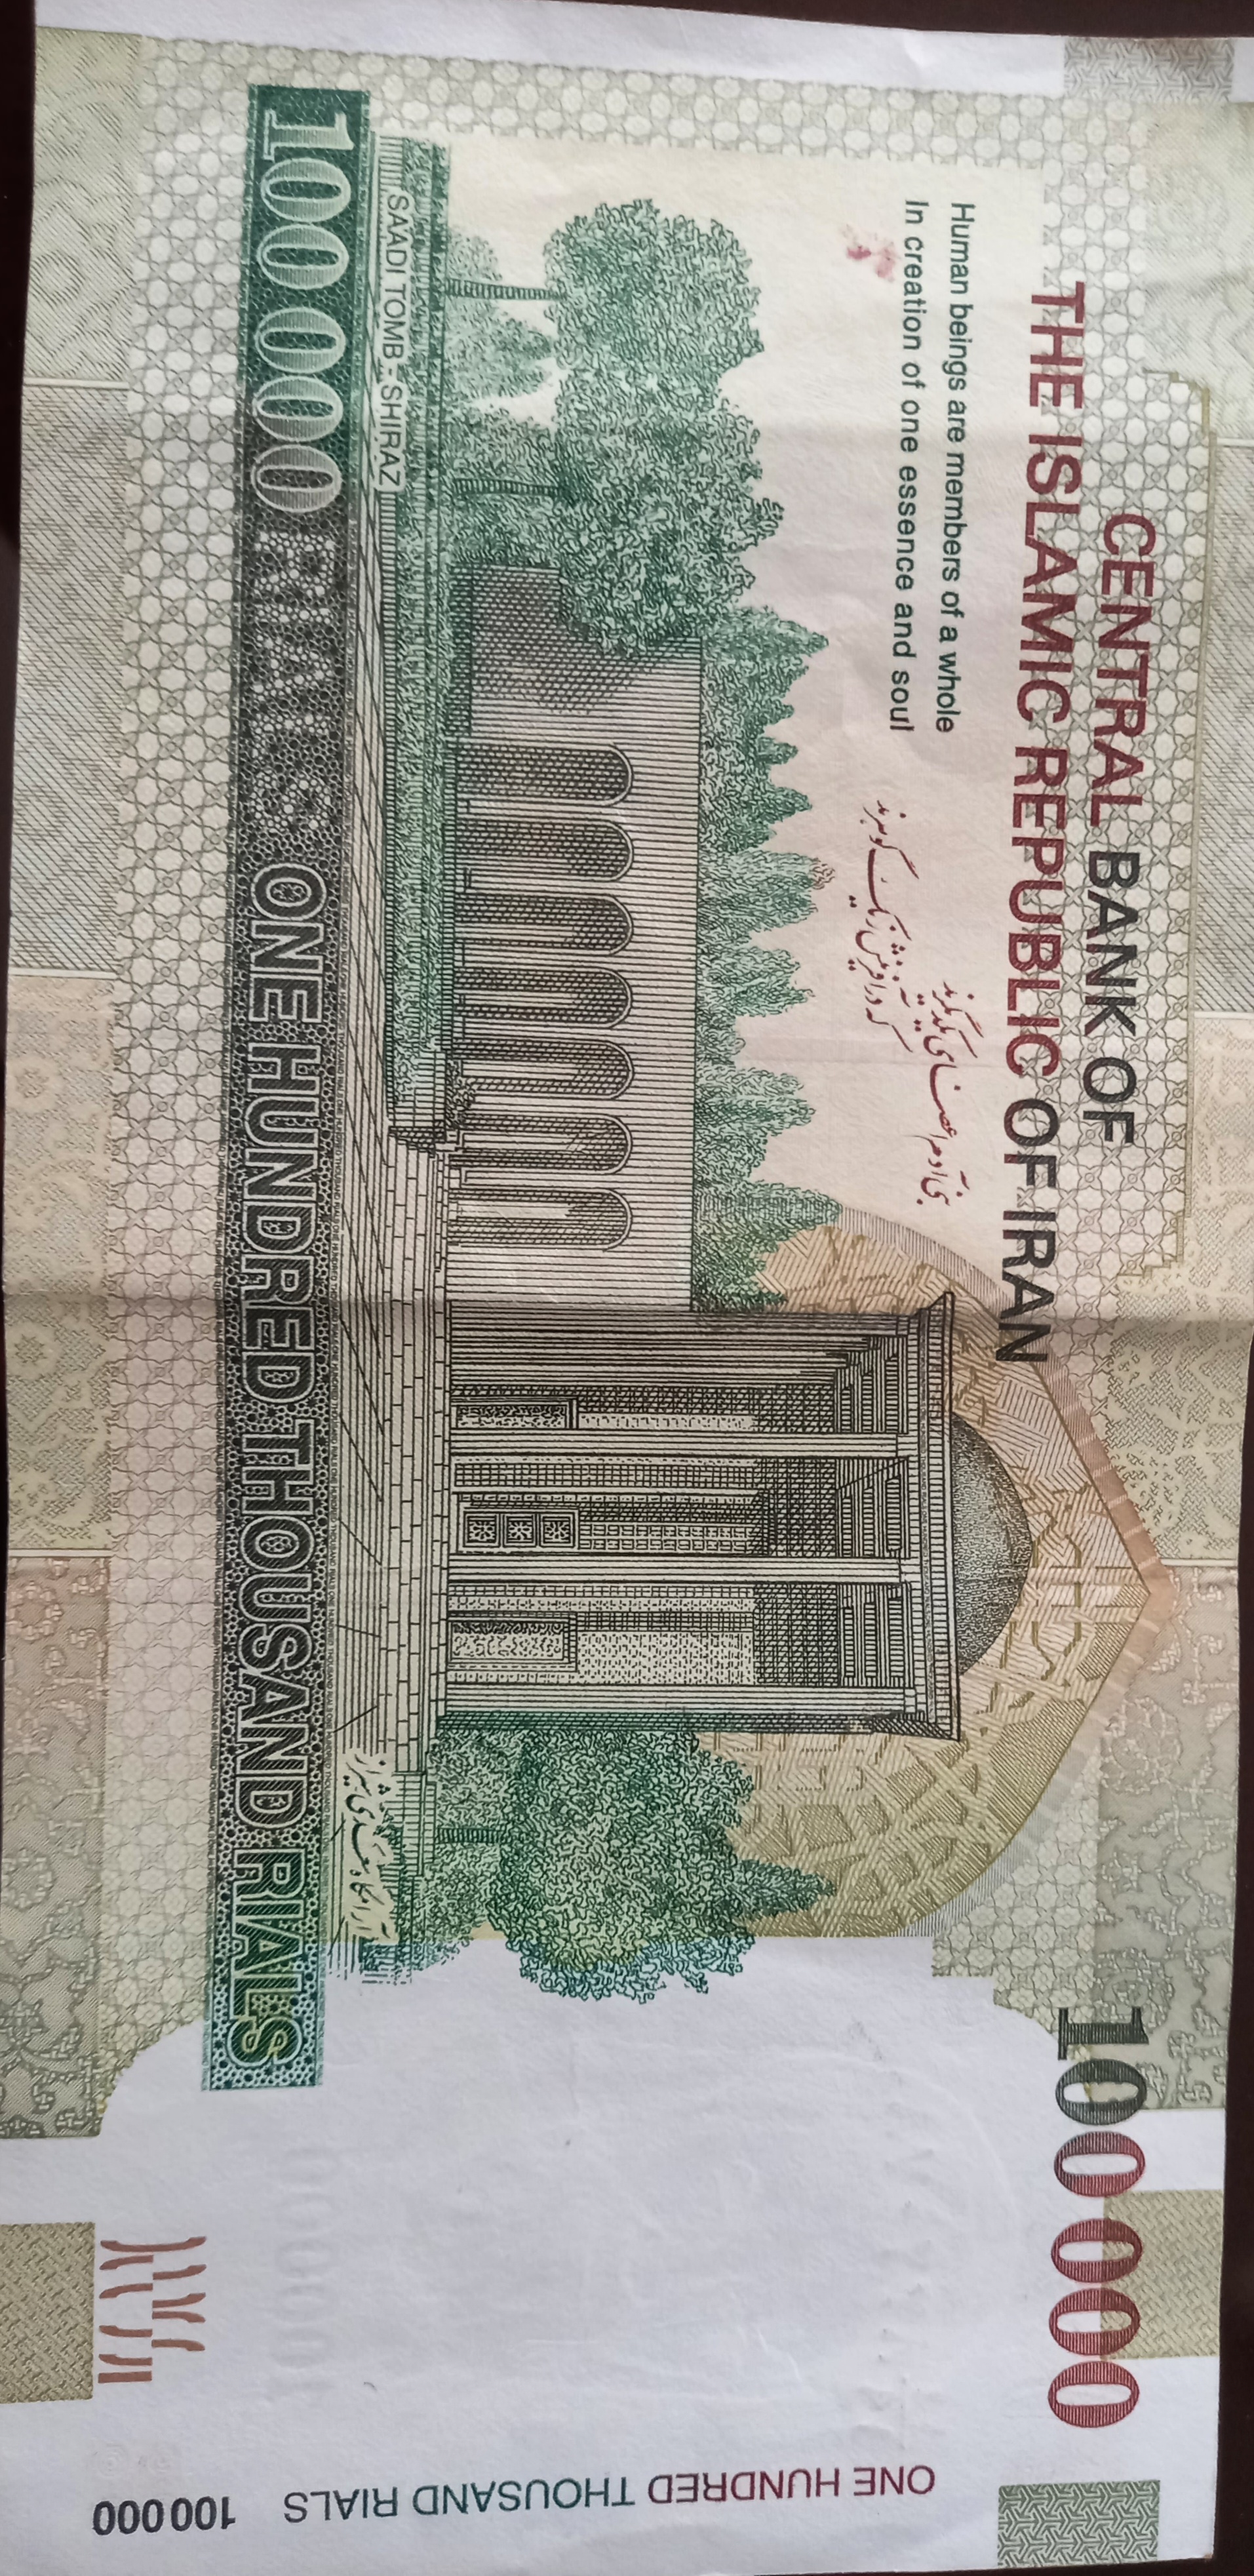 CENTRAL BANK OF
THE ISLAMIC REPUBLIC OF IRAN
100 000
Human beings are members of a whole
In creation of one essence and soul
بنی آدم اعضای یکدیگرند
که در آفرینش ز یک گوهرند
ONE HUNDRED THOUSAND RIALS 100 000
SAADI TOMB - SHIRAZ
آرامگاه سعدی شیراز
100 000 RIALS ONE HUNDRED THOUSAND RIALS